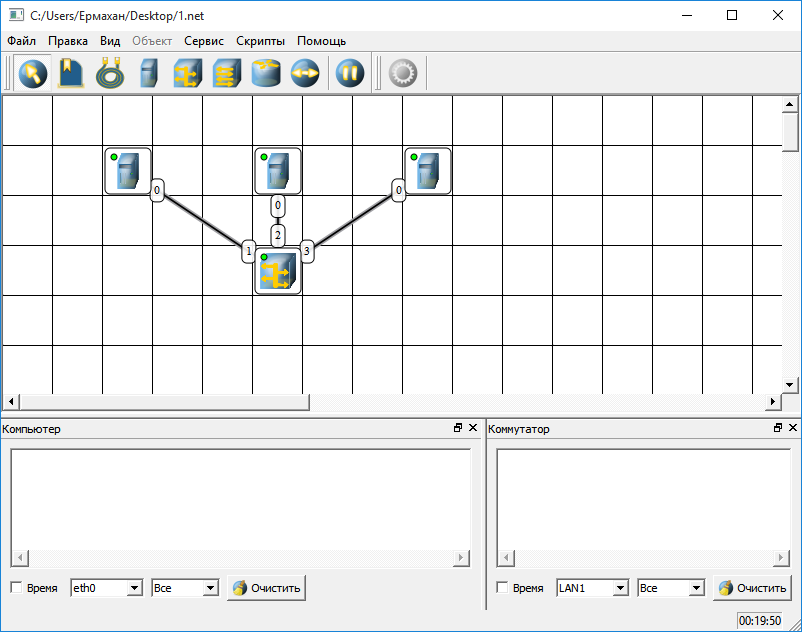 C:/Users/Ермахан/Desktop/1.net
Файл Правка Вид Объект Сервис Скрипты Помощь
0 0
0
2
1 3
Компьютер Коммутатор
Время eth0 Все Очистить Время LAN1 Все Очистить
00:19:50